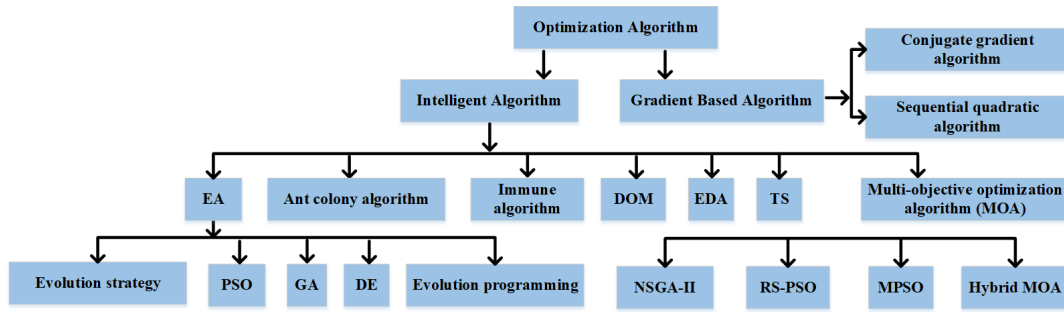 Optimization Algorithm
Conjugate gradient
algorithm
Intelligent Algorithm
Gradient Based Algorithm
Sequential quadratic
algorithm
EA
Ant colony algorithm
Immune
algorithm
DOM
EDA
TS
Multi-objective optimization
algorithm (MOA)
Evolution strategy
PSO
GA
DE
Evolution programming
NSGA-II
RS-PSO
MPSO
Hybrid MOA